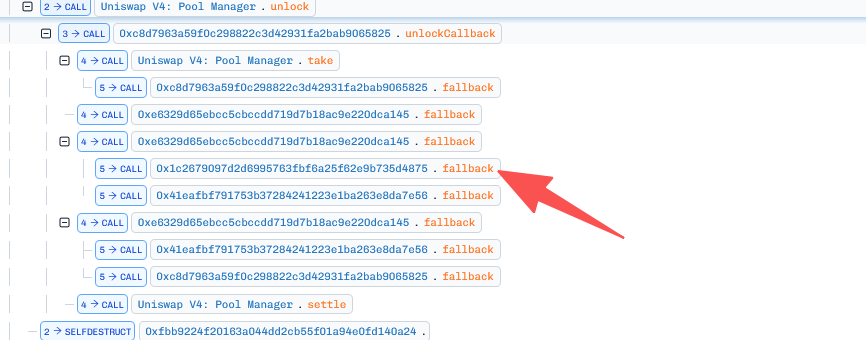 2 → CALL Uniswap V4: Pool Manager . unlock
3 → CALL 0xc8d7963a59f0c298822c3d42931fa2bab9065825 . unlockCallback
4 → CALL Uniswap V4: Pool Manager . take
5 → CALL 0xc8d7963a59f0c298822c3d42931fa2bab9065825 . fallback
4 → CALL 0xe6329d65ebcc5cbccdd719d7b18ac9e220dca145 . fallback
4 → CALL 0xe6329d65ebcc5cbccdd719d7b18ac9e220dca145 . fallback
5 → CALL 0x1c2679097d2d6995763fbf6a25f62e9b735d4875 . fallback
5 → CALL 0x41eafbf791753b37284241223e1ba263e8da7e56 . fallback
4 → CALL 0xe6329d65ebcc5cbccdd719d7b18ac9e220dca145 . fallback
5 → CALL 0x41eafbf791753b37284241223e1ba263e8da7e56 . fallback
5 → CALL 0xc8d7963a59f0c298822c3d42931fa2bab9065825 . fallback
4 → CALL Uniswap V4: Pool Manager . settle
2 → SELFDESTRUCT 0xfbb9224f20163a044dd2cb55f01a94e0fd140a24 .